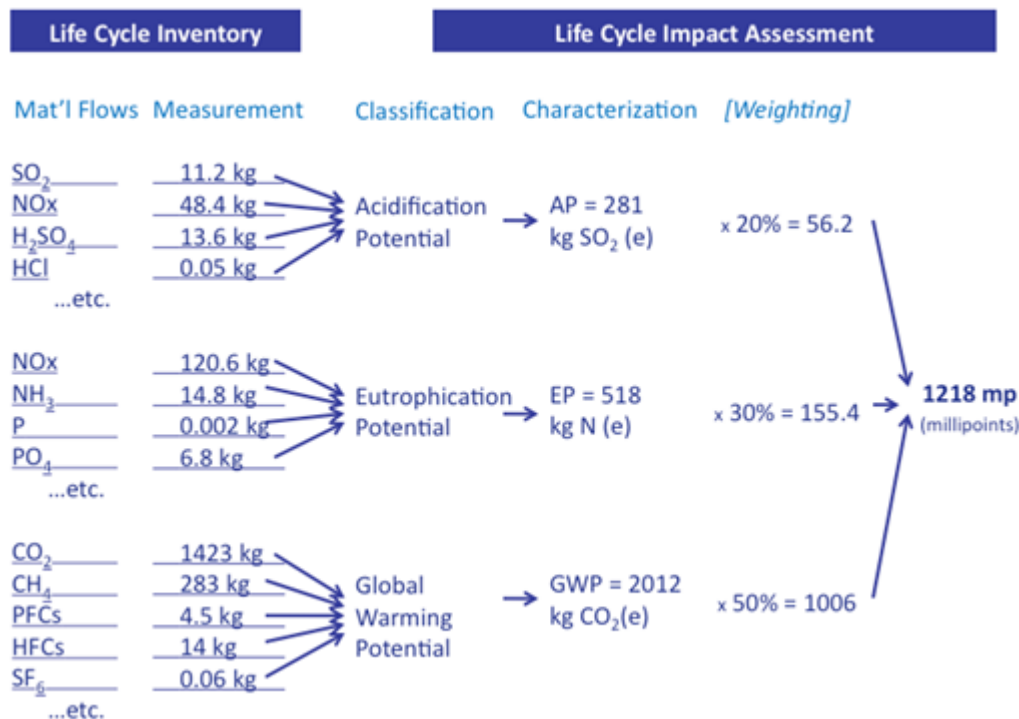 Life Cycle Inventory
Life Cycle Impact Assessment
Mat'l Flows Measurement Classification Characterization [Weighting]
SO₂ 11.2 kg
NOx 48.4 kg
H₂SO₄ 13.6 kg
HCl 0.05 kg
...etc.
Acidification
Potential
AP = 281
kg SO₂ (e)
x 20% = 56.2
NOx 120.6 kg
NH₃ 14.8 kg
P 0.002 kg
PO₄ 6.8 kg
...etc.
Eutrophication
Potential
EP = 518
kg N (e)
x 30% = 155.4
CO₂ 1423 kg
CH₄ 283 kg
PFCs 4.5 kg
HFCs 14 kg
SF₆ 0.06 kg
...etc.
Global
Warming
Potential
GWP = 2012
kg CO₂(e)
x 50% = 1006
1218 mp
(millipoints)